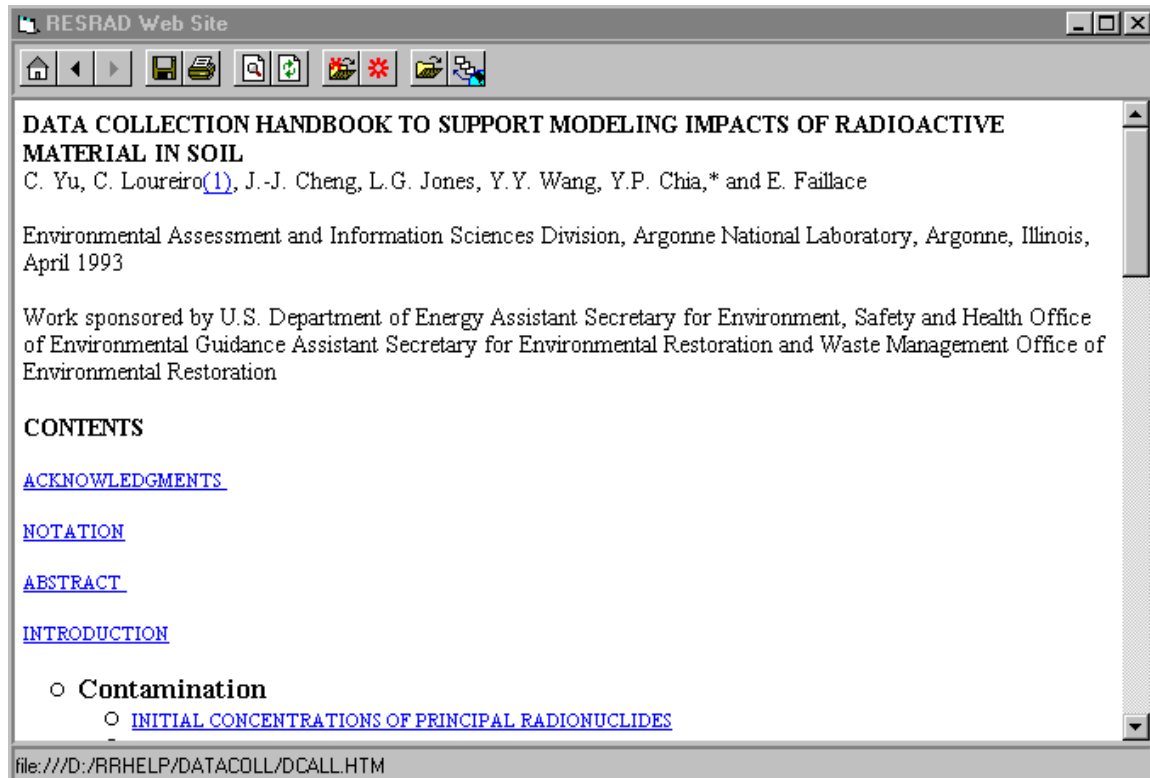 RESRAD Web Site
DATA COLLECTION HANDBOOK TO SUPPORT MODELING IMPACTS OF RADIOACTIVE
MATERIAL IN SOIL
C. Yu, C. Loureiro(1), J.-J. Cheng, L.G. Jones, Y.Y. Wang, Y.P. Chia,* and E. Faillace
Environmental Assessment and Information Sciences Division, Argonne National Laboratory, Argonne, Illinois,
April 1993
Work sponsored by U.S. Department of Energy Assistant Secretary for Environment, Safety and Health Office
of Environmental Guidance Assistant Secretary for Environmental Restoration and Waste Management Office of
Environmental Restoration
CONTENTS
ACKNOWLEDGMENTS
NOTATION
ABSTRACT
INTRODUCTION
Contamination
INITIAL CONCENTRATIONS OF PRINCIPAL RADIONUCLIDES
file:///D:/RRHELP/DATACOLL/DCALL.HTM